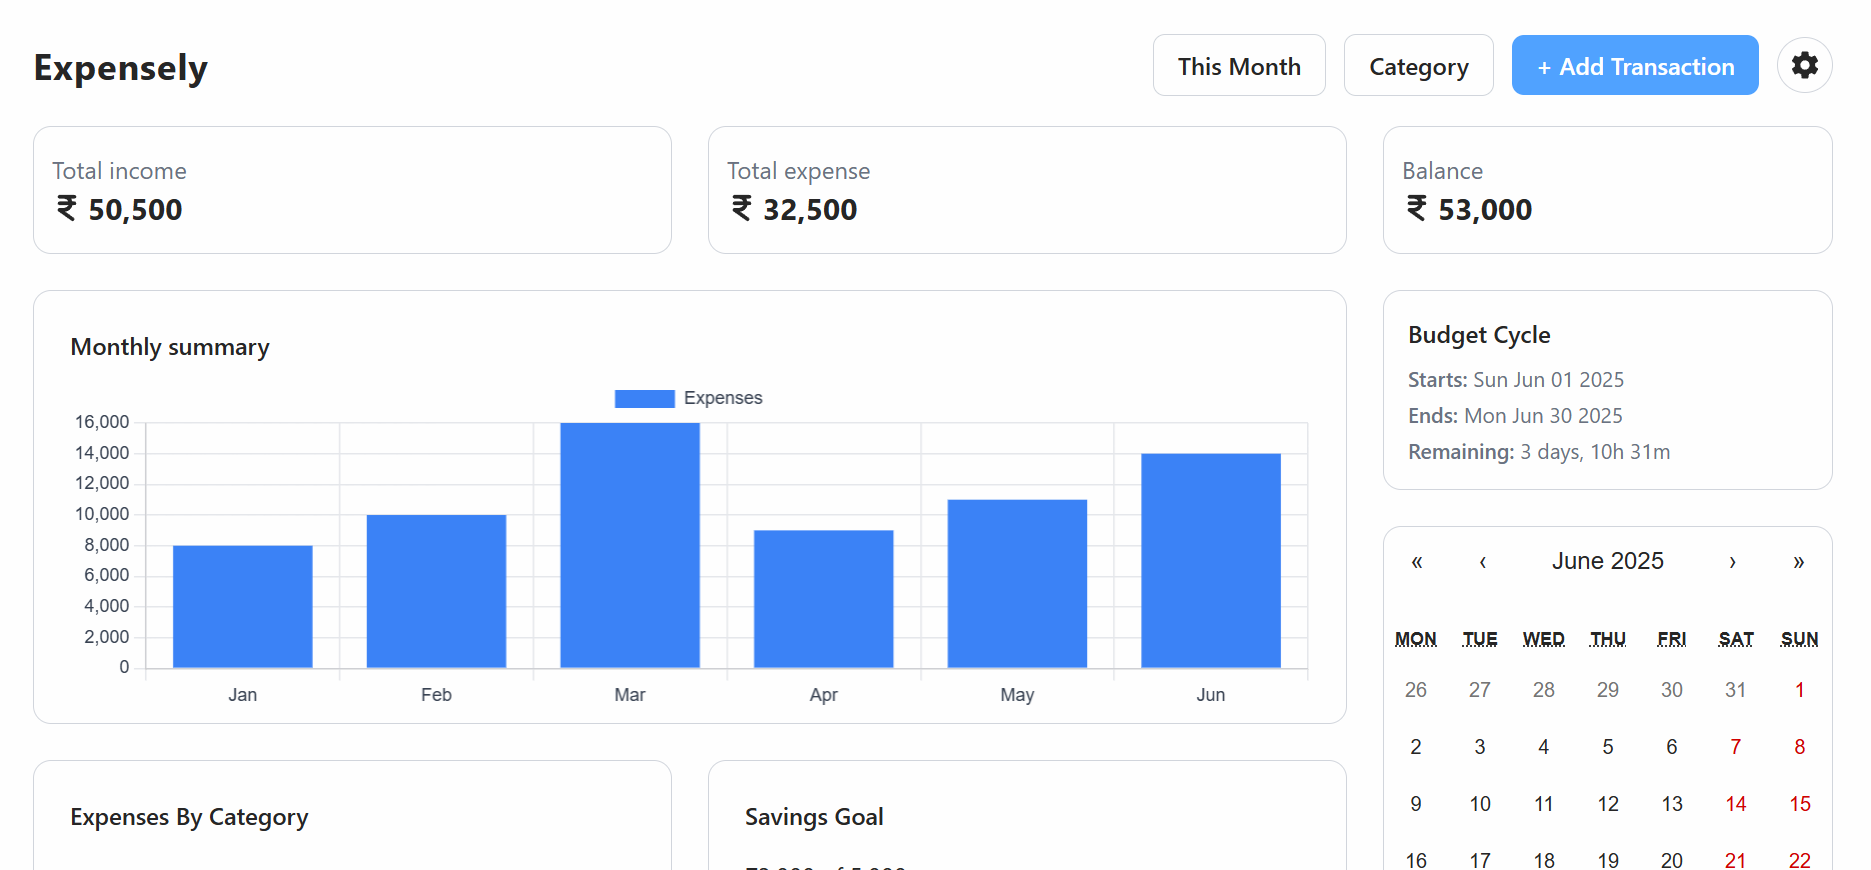 Expensely
This Month
Category
+ Add Transaction
Total income
₹ 50,500
Total expense
₹ 32,500
Balance
₹ 53,000
Monthly summary
Expenses
16,000
14,000
12,000
10,000
8,000
6,000
4,000
2,000
0
Jan Feb Mar Apr May Jun
Budget Cycle
Starts: Sun Jun 01 2025
Ends: Mon Jun 30 2025
Remaining: 3 days, 10h 31m
« ‹ June 2025 › »
MON TUE WED THU FRI SAT SUN
26 27 28 29 30 31 1
2 3 4 5 6 7 8
9 10 11 12 13 14 15
16 17 18 19 20 21 22
Expenses By Category
Savings Goal